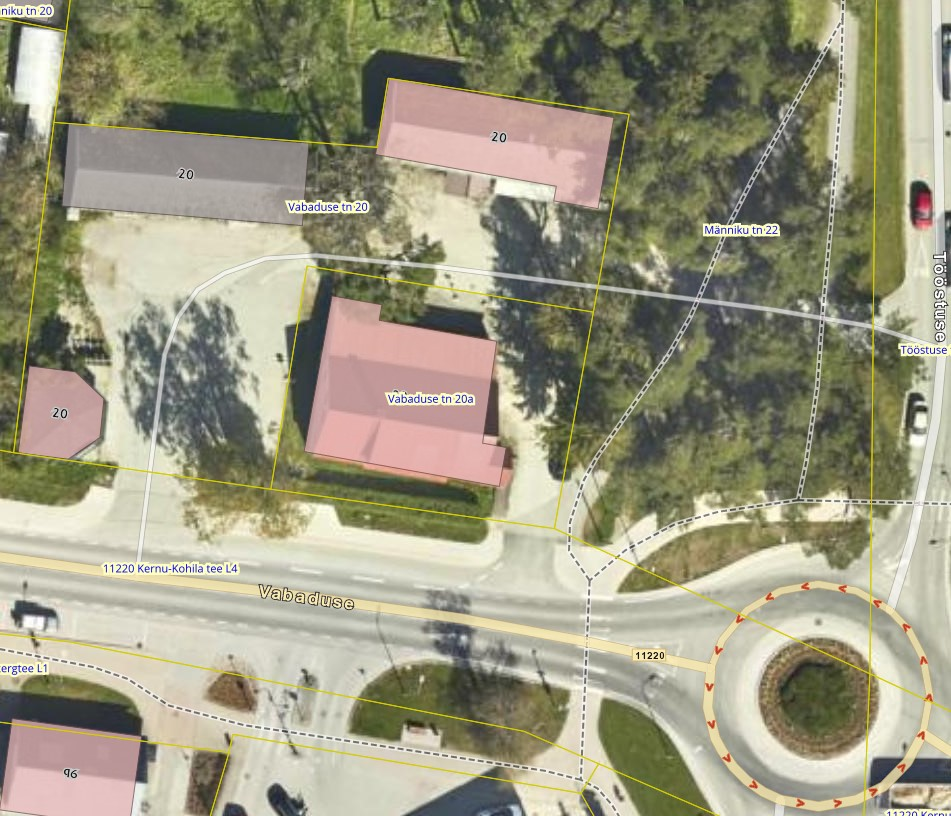 niku tn 20
20
20
Vabaduse tn 20
Männiku tn 22
Tööstuse
Tööstuse
Vabaduse tn 20a
20
11220 Kernu-Kohila tee L4
Vabaduse
11220
ergtee L1
96
11220 Kernu